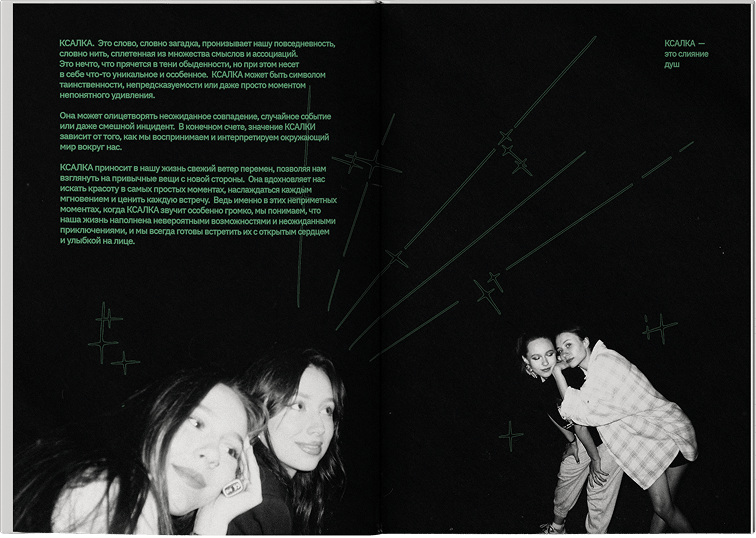 КСАЛКА. Это слово, словно загадка, пронизывает нашу повседневность,
словно нить, сплетенная из множества смыслов и ассоциаций.
Это нечто, что прячется в тени обыденности, но при этом несет
в себе что-то уникальное и особенное. КСАЛКА может быть символом
таинственности, непредсказуемости или даже просто моментом
непонятного удивления.
Она может олицетворять неожиданное совпадение, случайное событие
или даже смешной инцидент. В конечном счете, значение КСАЛКИ
зависит от того, как мы воспринимаем и интерпретируем окружающий
мир вокруг нас.
КСАЛКА приносит в нашу жизнь свежий ветер перемен, позволяя нам
взглянуть на привычные вещи с новой стороны. Она вдохновляет нас
искать красоту в самых простых моментах, наслаждаться каждым
мгновением и ценить каждую встречу. Ведь именно в этих неприметных
моментах, когда КСАЛКА звучит особенно громко, мы понимаем, что
наша жизнь наполнена невероятными возможностями и неожиданными
приключениями, и мы всегда готовы встретить их с открытым сердцем
и улыбкой на лице.
КСАЛКА —
это слияние
душ